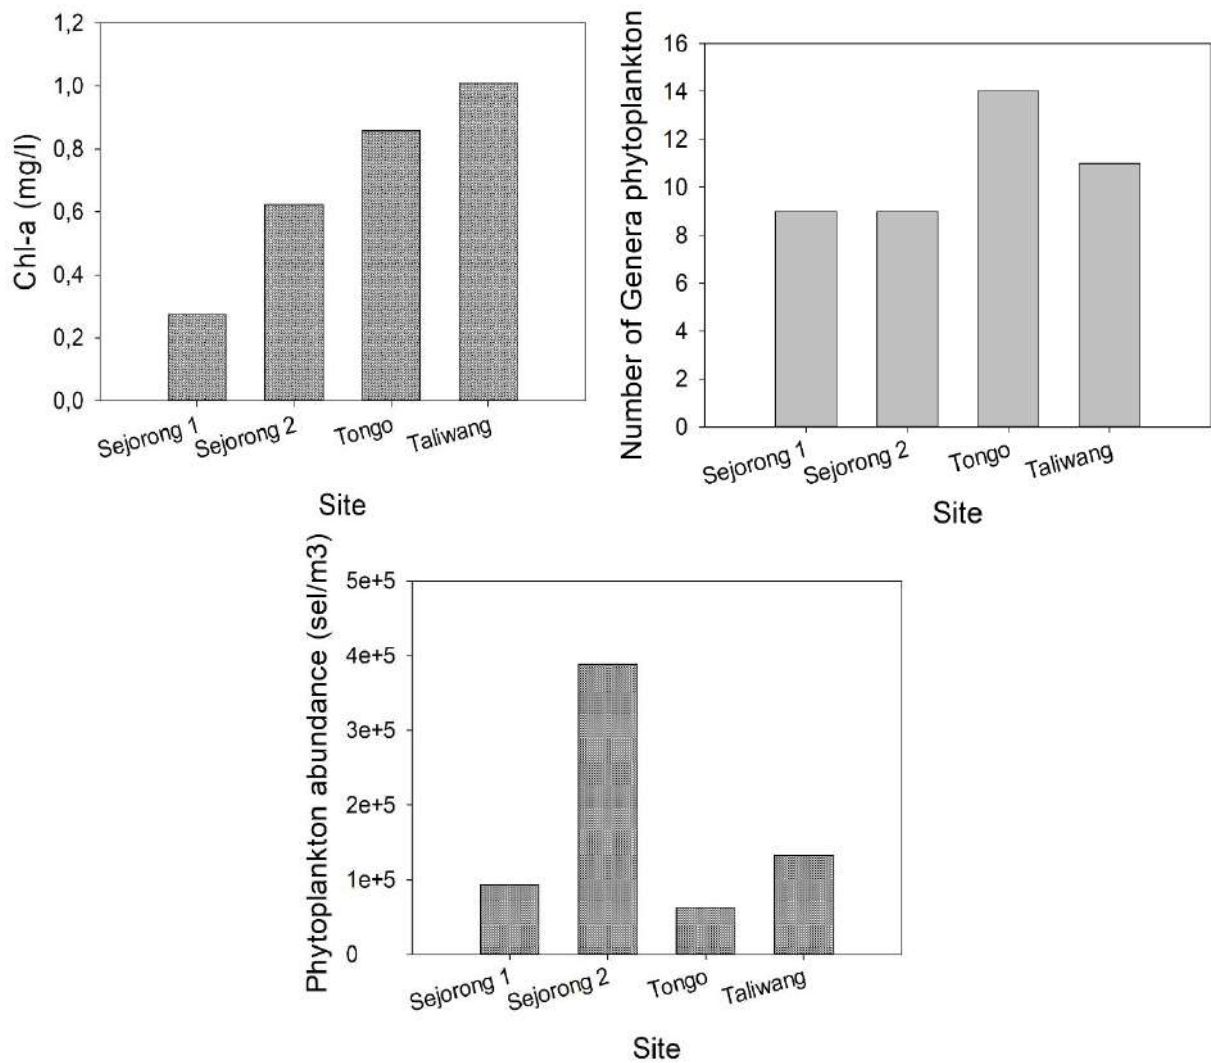 Chl-a (mg/l)
1,2
1,0
0,8
0,6
0,4
0,2
0,0
Sejorong 1
Sejorong 2
Tongo
Taliwang
Site
Number of Genera phytoplankton
16
14
12
10
8
6
4
2
0
Sejorong 1
Sejorong 2
Tongo
Taliwang
Site
Phytoplankton abundance (sel/m3)
5e+5
4e+5
3e+5
2e+5
1e+5
0
Sejorong 1
Sejorong 2
Tongo
Taliwang
Site